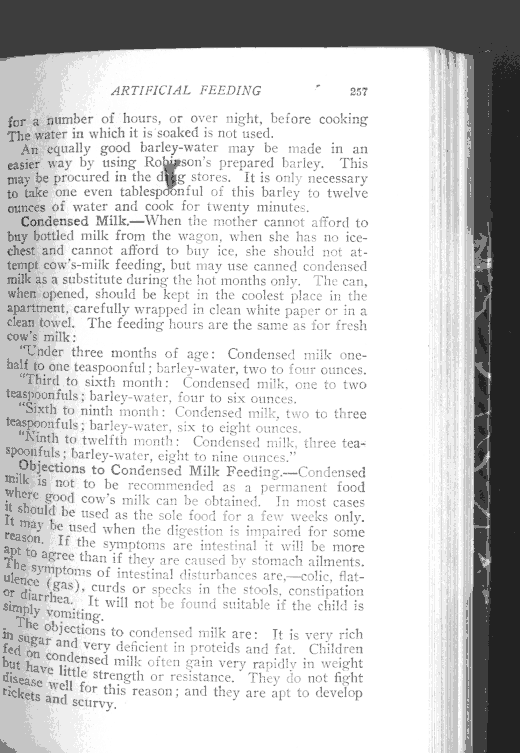 ARTIFICIAL FEEDING 257
for a number of hours, or over night, before cooking
The water in which it is soaked is not used.
An equally good barley-water may be made in an
easier way by using Robinson's prepared barley. This
may be procured in the drug stores. It is only necessary
to take one even tablespoonful of this barley to twelve
ounces of water and cook for twenty minutes.
Condensed Milk.—When the mother cannot afford to
buy bottled milk from the wagon, when she has no ice-
chest and cannot afford to buy ice, she should not at-
tempt cow's-milk feeding, but may use canned condensed
milk as a substitute during the hot months only. The can,
when opened, should be kept in the coolest place in the
apartment, carefully wrapped in clean white paper or in a
clean towel. The feeding hours are the same as for fresh
cow's milk:
"Under three months of age: Condensed milk one-
half to one teaspoonful; barley-water, two to four ounces.
"Third to sixth month: Condensed milk, one to two
teaspoonfuls; barley-water, four to six ounces.
"Sixth to ninth month: Condensed milk, two to three
teaspoonfuls; barley-water, six to eight ounces.
"Ninth to twelfth month: Condensed milk, three tea-
spoonfuls; barley-water, eight to nine ounces."
Objections to Condensed Milk Feeding.—Condensed
milk is not to be recommended as a permanent food
where good cow's milk can be obtained. In most cases
it should be used as the sole food for a few weeks only.
It may be used when the digestion is impaired for some
reason. If the symptoms are intestinal it will be more
apt to agree than if they are caused by stomach ailments.
The symptoms of intestinal disturbances are,—colic, flat-
ulence (gas), curds or specks in the stools, constipation
or diarrhea. It will not be found suitable if the child is
simply vomiting.
The objections to condensed milk are: It is very rich
in sugar and very deficient in proteids and fat. Children
fed on condensed milk often gain very rapidly in weight
but have little strength or resistance. They do not fight
disease well for this reason; and they are apt to develop
rickets and scurvy.